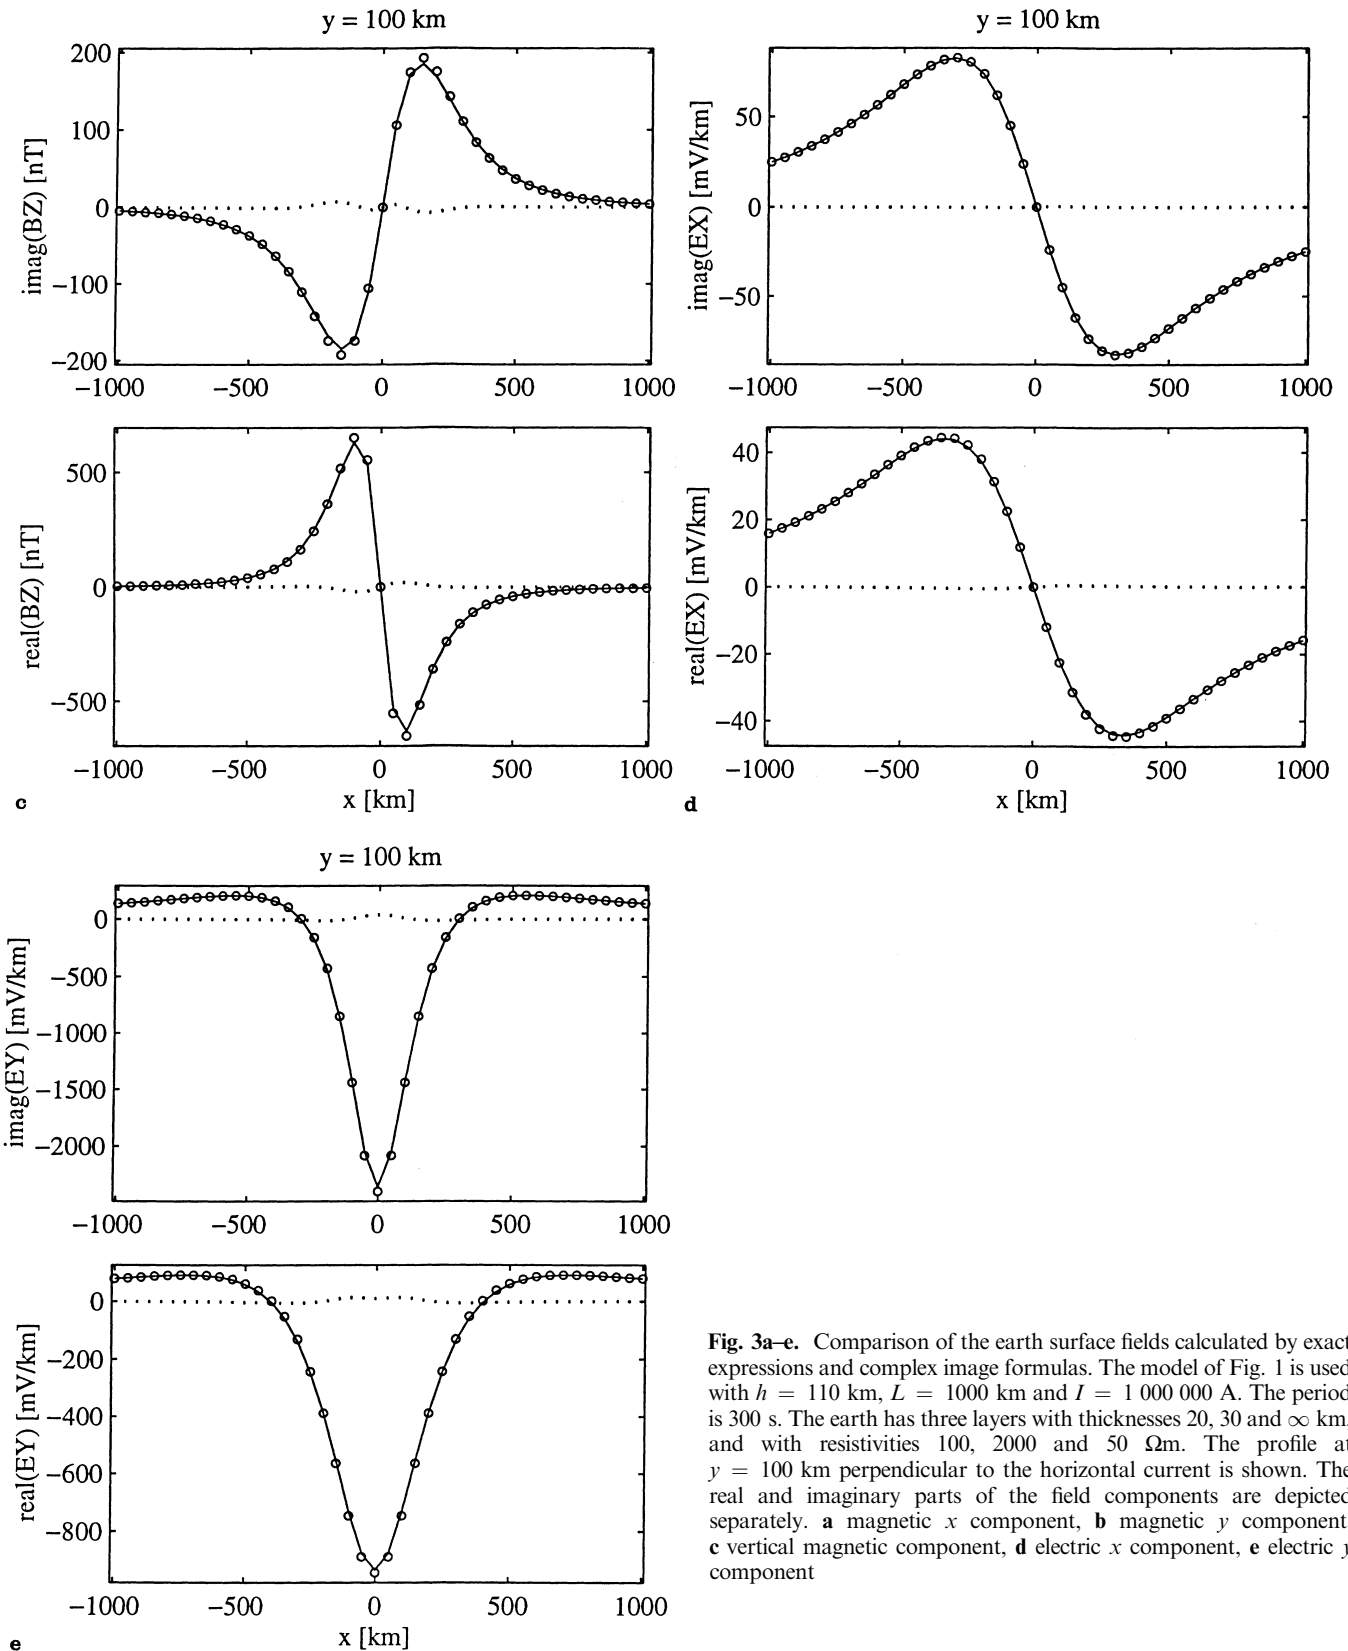 y = 100 km
200
100
0
−100
−200
imag(BZ) [nT]
−1000 −500 0 500 1000
500
0
−500
real(BZ) [nT]
−1000 −500 0 500 1000
x [km]
c
y = 100 km
50
0
−50
imag(EX) [mV/km]
−1000 −500 0 500 1000
40
20
0
−20
−40
real(EX) [mV/km]
−1000 −500 0 500 1000
x [km]
d
y = 100 km
0
−500
−1000
−1500
−2000
imag(EY) [mV/km]
−1000 −500 0 500 1000
0
−200
−400
−600
−800
real(EY) [mV/km]
−1000 −500 0 500 1000
x [km]
e
Fig. 3a–e. Comparison of the earth surface fields calculated by exact
expressions and complex image formulas. The model of Fig. 1 is used
with h = 110 km, L = 1000 km and I = 1 000 000 A. The period
is 300 s. The earth has three layers with thicknesses 20, 30 and ∞ km,
and with resistivities 100, 2000 and 50 Ωm. The profile at
y = 100 km perpendicular to the horizontal current is shown. The
real and imaginary parts of the field components are depicted
separately. a magnetic x component, b magnetic y component
c vertical magnetic component, d electric x component, e electric y
component